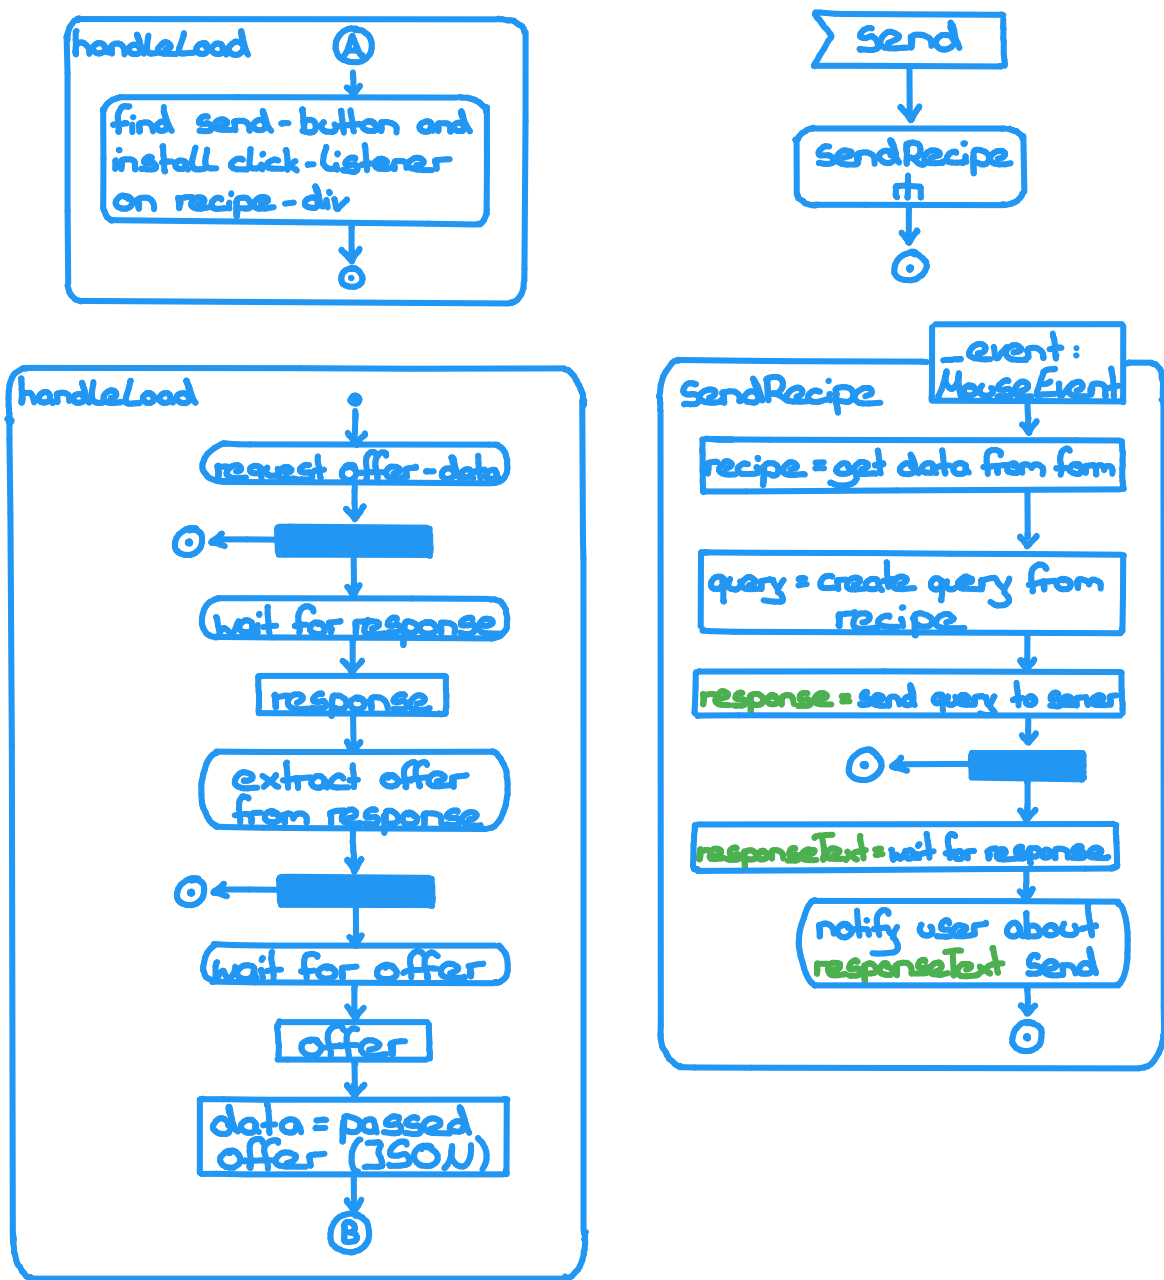 handleLoad
A
find send-button and
install click-listener
on recipe-div
send
sendRecipe
handleLoad
request offer-data
wait for response
response
extract offer
from response
wait for offer
offer
data = passed
offer (JSON)
B
_event:
MouseEvent
sendRecipe
recipe = get data from form
query = create query from
recipe
response = send query to server
responseText = wait for response
notify user about
responseText send